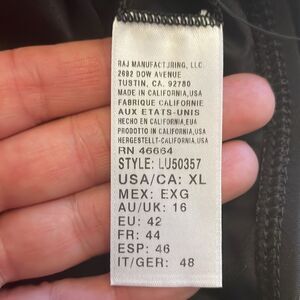 RAJ MANUFACTJRING, LLC.
2692 DOW AVENUE
TUSTIN, CA. 92780
MADE IN CALIFORNIA,USA
FABRIQUE CALIFORNIE
AUX ETATS-UNIS
HECHO EN CALIFORNIA,EUA
PRODOTTO IN CALIFORNIA,USA
HERGESTELLT-CALIFORNIA,USA
RN 46664
STYLE: LU50357
USA/CA: XL
MEX: EXG
AU/UK: 16
EU: 42
FR: 44
ESP: 46
IT/GER: 48